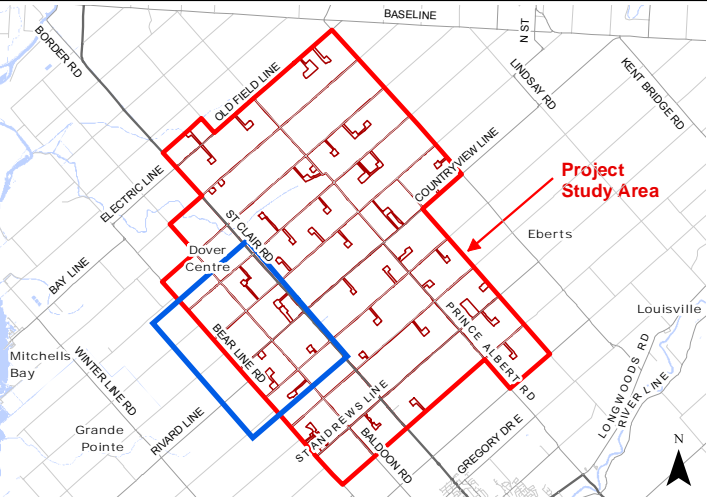 BASELINE
BORDER RD
N ST
LINDSAY RD
KENT BRIDGE RD
OLD FIELD LINE
ELECTRIC LINE
COUNTRYVIEW LINE
Project
Study Area
ST CLAIR RD
Eberts
Dover
Centre
BAY LINE
Louisville
PRINCE ALBERT RD
BEAR LINE RD
Mitchells
Bay
WINTER LINE RD
LONGWOODS RD
RIVER LINE
Grande
Pointe
RIVARD LINE
ST ANDREWS LINE
BALDOON RD
GREGORY DR E
N